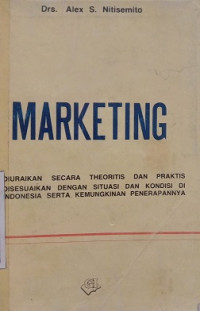 Drs. Alex S. Nitisemito
MARKETING
DIURAIKAN SECARA THEORITIS DAN PRAKTIS
DISESUAIKAN DENGAN SITUASI DAN KONDISI DI
INDONESIA SERTA KEMUNGKINAN PENERAPANNYA